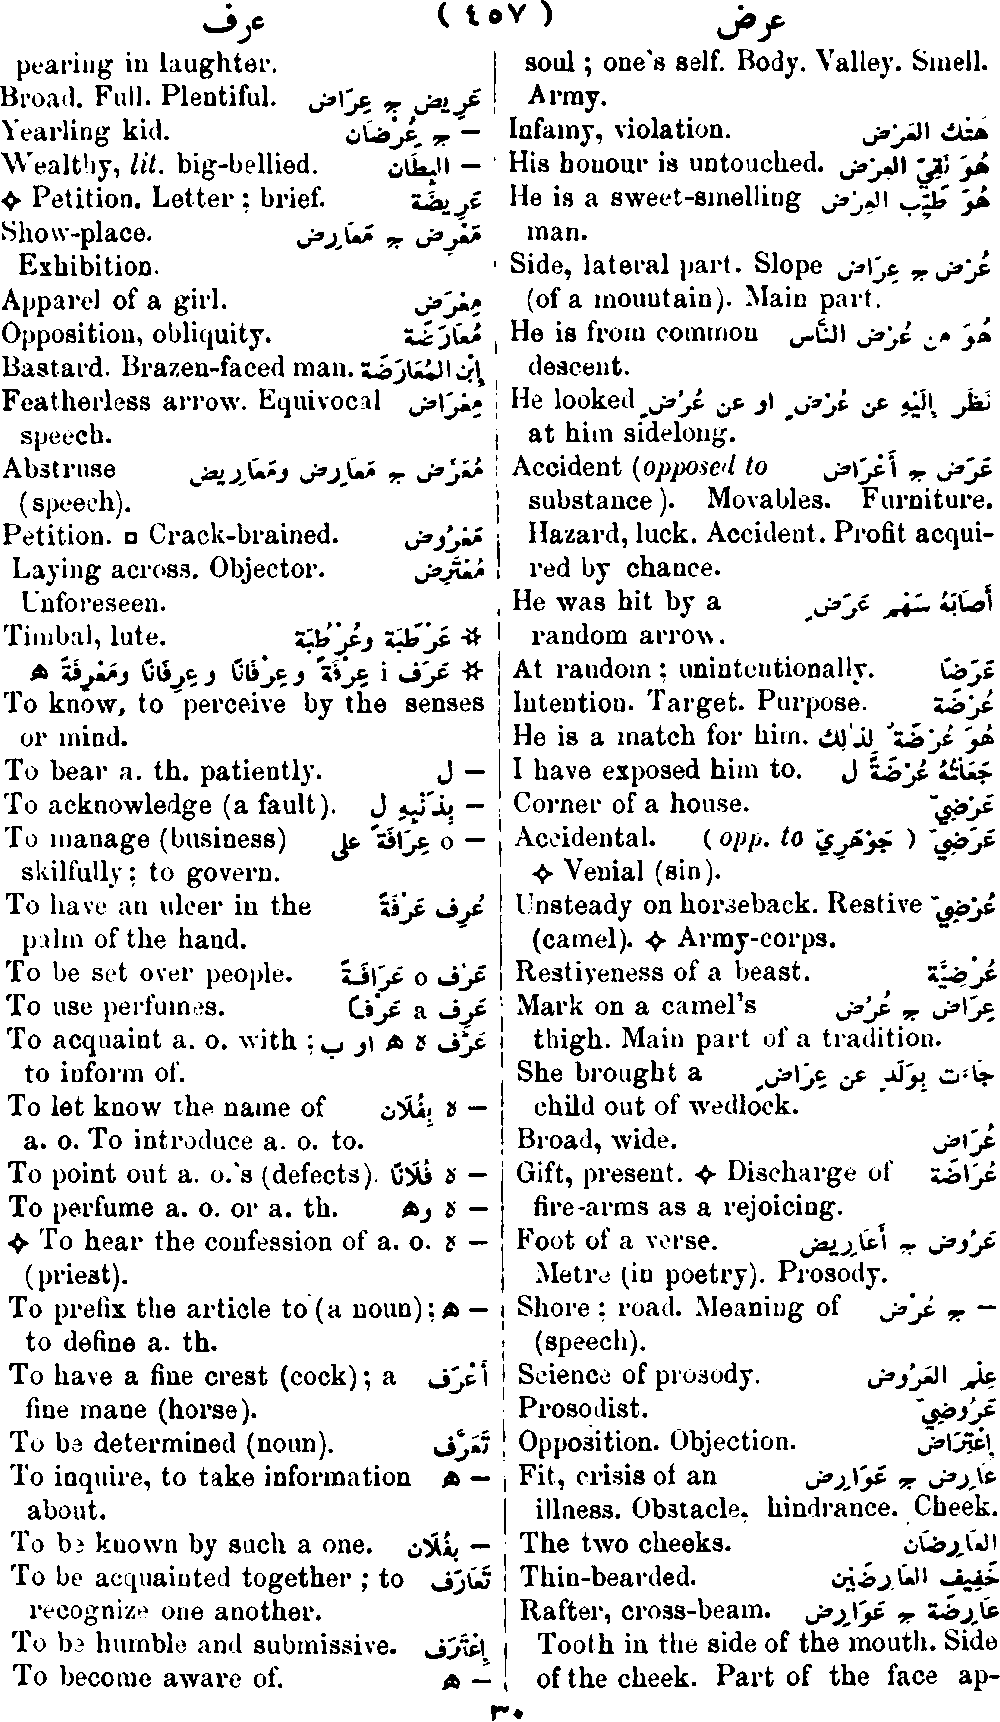 عرض ( ٤٥٧ ) عرف
soul ; one's self. Body. Valley. Smell.
Army.
Infamy, violation. هَتْك العَرْض
His honour is untouched. هُوَ نَقِيّ العِرْض
He is a sweet-smelling هُوَ طَيِّب العِرْض
man.
Side, lateral part. Slope عُرْض ج عِرَاض
(of a mountain). Main part.
He is from common هُوَ من عُرْض النَّاس
descent.
He looked نَظَر إِلَيْهِ عن عُرْضٍ او عن عُرُضٍ
at him sidelong.
Accident (opposed to عَرَض ج أَعْرَاض
substance). Movables. Furniture.
Hazard, luck. Accident. Profit acqui-
red by chance.
He was hit by a أَصَابَهُ سَهْم عَرَضٍ
random arrow.
At random ; unintentionally. عَرَضًا
Intention. Target. Purpose. عُرْضَة
He is a match for him. هُوَ عُرْضَةٌ لِذٰلِك
I have exposed him to. جَعَلْتُهُ عُرْضَةً ل
Corner of a house. عَرْضِيّ
Accidental. (opp. to جَوْهَرِيّ) عَرَضِيّ
✧ Venial (sin).
Unsteady on horseback. Restive عُرْضِيّ
(camel). ✧ Army-corps.
Restiveness of a beast. عُرْضِيَّة
Mark on a camel's عِرَاض ج عُرُض
thigh. Main part of a tradition.
She brought a جَاءَت بِوَلَدٍ عن عِرَاضٍ
child out of wedlock.
Broad, wide. عُرَاض
Gift, present. ✧ Discharge of عُرَاضَة
fire-arms as a rejoicing.
Foot of a verse. عَرُوض ج أَعَارِيض
Metre (in poetry). Prosody.
Shore ; road. Meaning of — ج عُرُض
(speech).
Science of prosody. عِلْم العَرُوض
Prosodist. عَرُوضِيّ
Opposition. Objection. إِعْتِرَاض
Fit, crisis of an عَارِض ج عَوَارِض
illness. Obstacle, hindrance. Cheek.
The two cheeks. العَارِضَان
Thin-bearded. خَفِيف العَارِضَيْن
Rafter, cross-beam. عَارِضَة ج عَوَارِض
Tooth in the side of the mouth. Side
of the cheek. Part of the face ap-
pearing in laughter.
Broad. Full. Plentiful. عَرِيض ج عِرَاض
Yearling kid. — ج عُِرْضَان
Wealthy, lit. big-bellied. — البِطَان
✧ Petition. Letter ; brief. عَرِيضَة
Show-place. مَعْرِض ج مَعَارِض
Exhibition.
Apparel of a girl. مِعْرَض
Opposition, obliquity. مُعَارَضَة
Bastard. Brazen-faced man. إِبْن المُعَارَضَة
Featherless arrow. Equivocal مِعْرَاض
speech.
Abstruse مُعَرَّض ج مَعَارِض ومَعَارِيض
(speech).
Petition. ▫ Crack-brained. مَعْرُوض
Laying across. Objector. مُعْتَرِض
Unforeseen.
Timbal, lute. ☼ عَرْطَبَة وعُرْطُبَة
☼ عَرَف i عِرْفَةً وعِرْفَانًا وعِرِفَّانًا ومَعْرِفَةً ه
To know, to perceive by the senses
or mind.
To bear a. th. patiently. — ل
To acknowledge (a fault). — بِذَنْبِهِ ل
To manage (business) — o عِرَافَةً على
skilfully ; to govern.
To have an ulcer in the عُرِف عَرْفَةً
palm of the hand.
To be set over people. عَرُف o عَرَافَةً
To use perfumes. عَرِف a عَرَفًا
To acquaint a. o. with ; عَرَّف ه ه او ب
to inform of.
To let know the name of — ه بِفُلَان
a. o. To introduce a. o. to.
To point out a. o.'s (defects). — ه فُلَانًا
To perfume a. o. or a. th. — ه وه
✧ To hear the confession of a. o. — ه
(priest).
To prefix the article to (a noun) ; — ه
to define a. th.
To have a fine crest (cock) ; a أَعْرَف
fine mane (horse).
To be determined (noun). تَعَرَّف
To inquire, to take information — ه
about.
To be known by such a one. — بِفُلَان
To be acquainted together ; to تَعَارَف
recognize one another.
To be humble and submissive. إِعْتَرَف
To become aware of. — ه
٣٠